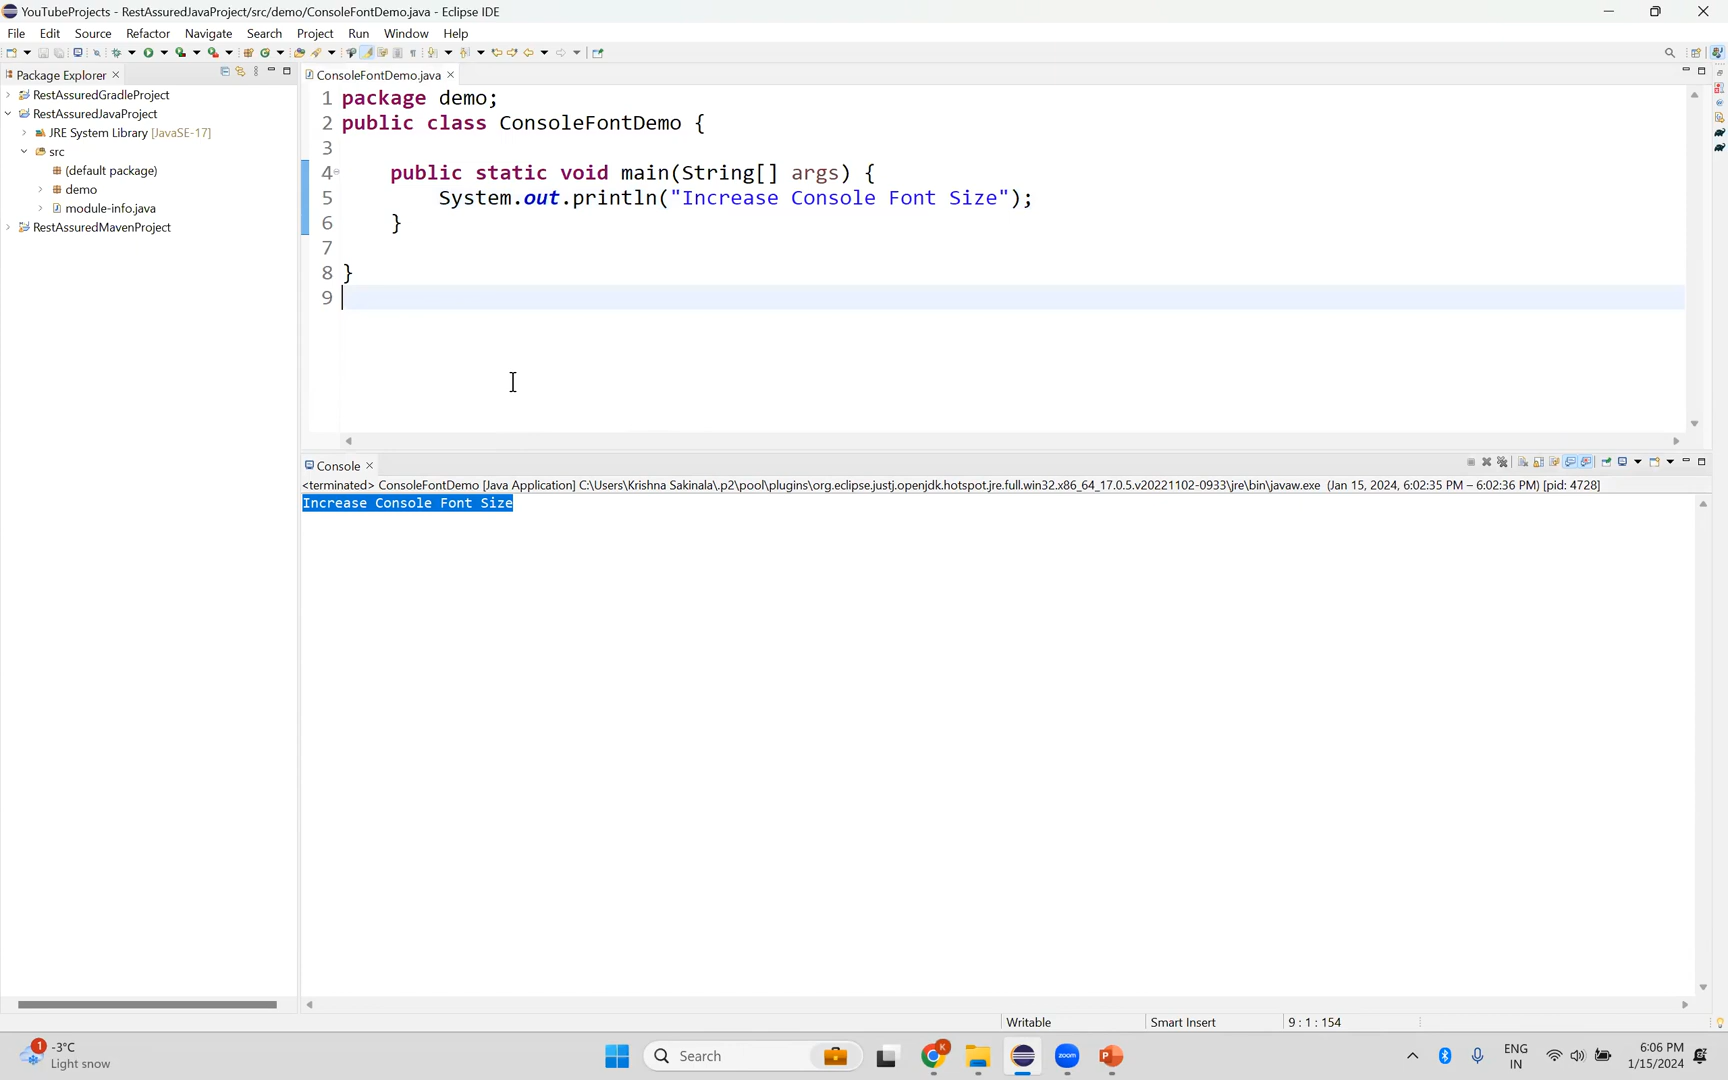 YouTubeProjects - RestAssuredJavaProject/src/demo/ConsoleFontDemo.java - Eclipse IDE
File Edit Source Refactor Navigate Search Project Run Window Help
Package Explorer
RestAssuredGradleProject
RestAssuredJavaProject
JRE System Library [JavaSE-17]
src
(default package)
demo
module-info.java
RestAssuredMavenProject
ConsoleFontDemo.java
1 package demo;
2 public class ConsoleFontDemo {
3
4 public static void main(String[] args) {
5 System.out.println("Increase Console Font Size");
6 }
7
8 }
9
Console
<terminated> ConsoleFontDemo [Java Application] C:\Users\Krishna Sakinala\.p2\pool\plugins\org.eclipse.justj.openjdk.hotspot.jre.full.win32.x86_64_17.0.5.v20221102-0933\jre\bin\javaw.exe (Jan 15, 2024, 6:02:35 PM – 6:02:36 PM) [pid: 4728]
Increase Console Font Size
Writable Smart Insert 9 : 1 : 154
1
-3°C
Light snow
Search
K
zoom
P
ENG
IN
6:06 PM
1/15/2024